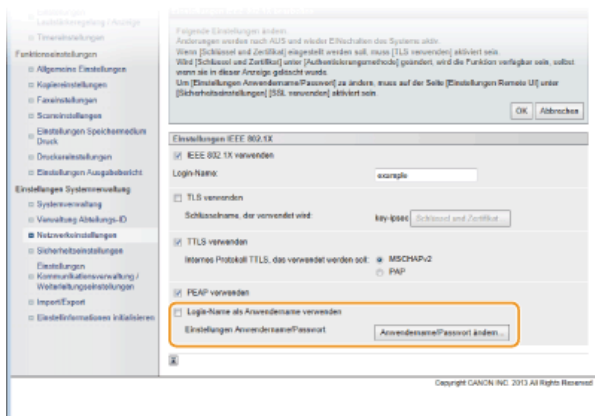 Timereinstellungen
Funktionseinstellungen
Allgemeine Einstellungen
Kopiereinstellungen
Faxeinstellungen
Scaneinstellungen
Einstellungen Speichermedium
Druck
Druckereinstellungen
Einstellungen Ausgabebericht
Einstellungen Systemverwaltung
Systemverwaltung
Verwaltung Abteilungs-ID
Netzwerkeinstellungen
Sicherheitseinstellungen
Einstellungen
Kommunikationsverwaltung /
Weiterleitungseinstellungen
Import/Export
Einstellinformationen initialisieren
Folgende Einstellungen ändern.
Änderungen werden nach AUS und wieder EINschalten des Systems aktiv.
Wenn [Schlüssel und Zertifikat] eingestellt werden soll, muss [TLS verwenden] aktiviert sein.
Wird [Schlüssel und Zertifikat] unter [Authentisierungsmethode] geändert, wird die Funktion verfügbar sein, selbst
wenn sie in dieser Anzeige gelöscht wurde.
Um [Einstellungen Anwendername/Passwort] zu ändern, muss auf der Seite [Einstellungen Remote UI] unter
[Sicherheitseinstellungen] [SSL verwenden] aktiviert sein.
OK Abbrechen
Einstellungen IEEE 802.1X
IEEE 802.1X verwenden
Login-Name: example
TLS verwenden
Schlüsselname, der verwendet wird: key-ipsec Schlüssel und Zertifikat...
TTLS verwenden
Internes Protokoll TTLS, das verwendet werden soll: MSCHAPv2
PAP
PEAP verwenden
Login-Name als Anwendername verwenden
Einstellungen Anwendername/Passwort Anwendername/Passwort ändern...
Copyright CANON INC. 2013 All Rights Reserved